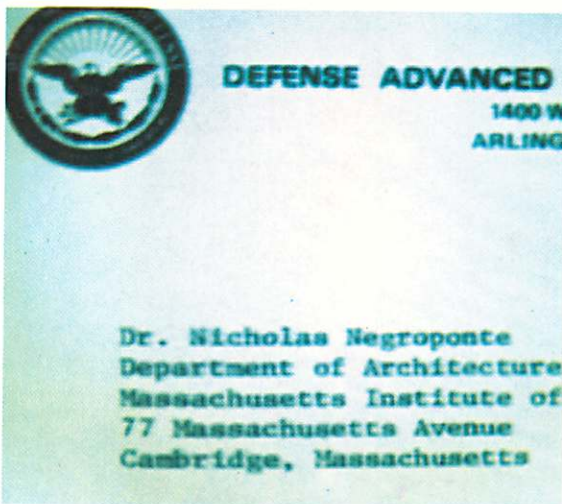 DEFENSE ADVANCED
1400 W
ARLING
Dr. Nicholas Negroponte
Department of Architecture
Massachusetts Institute of
77 Massachusetts Avenue
Cambridge, Massachusetts